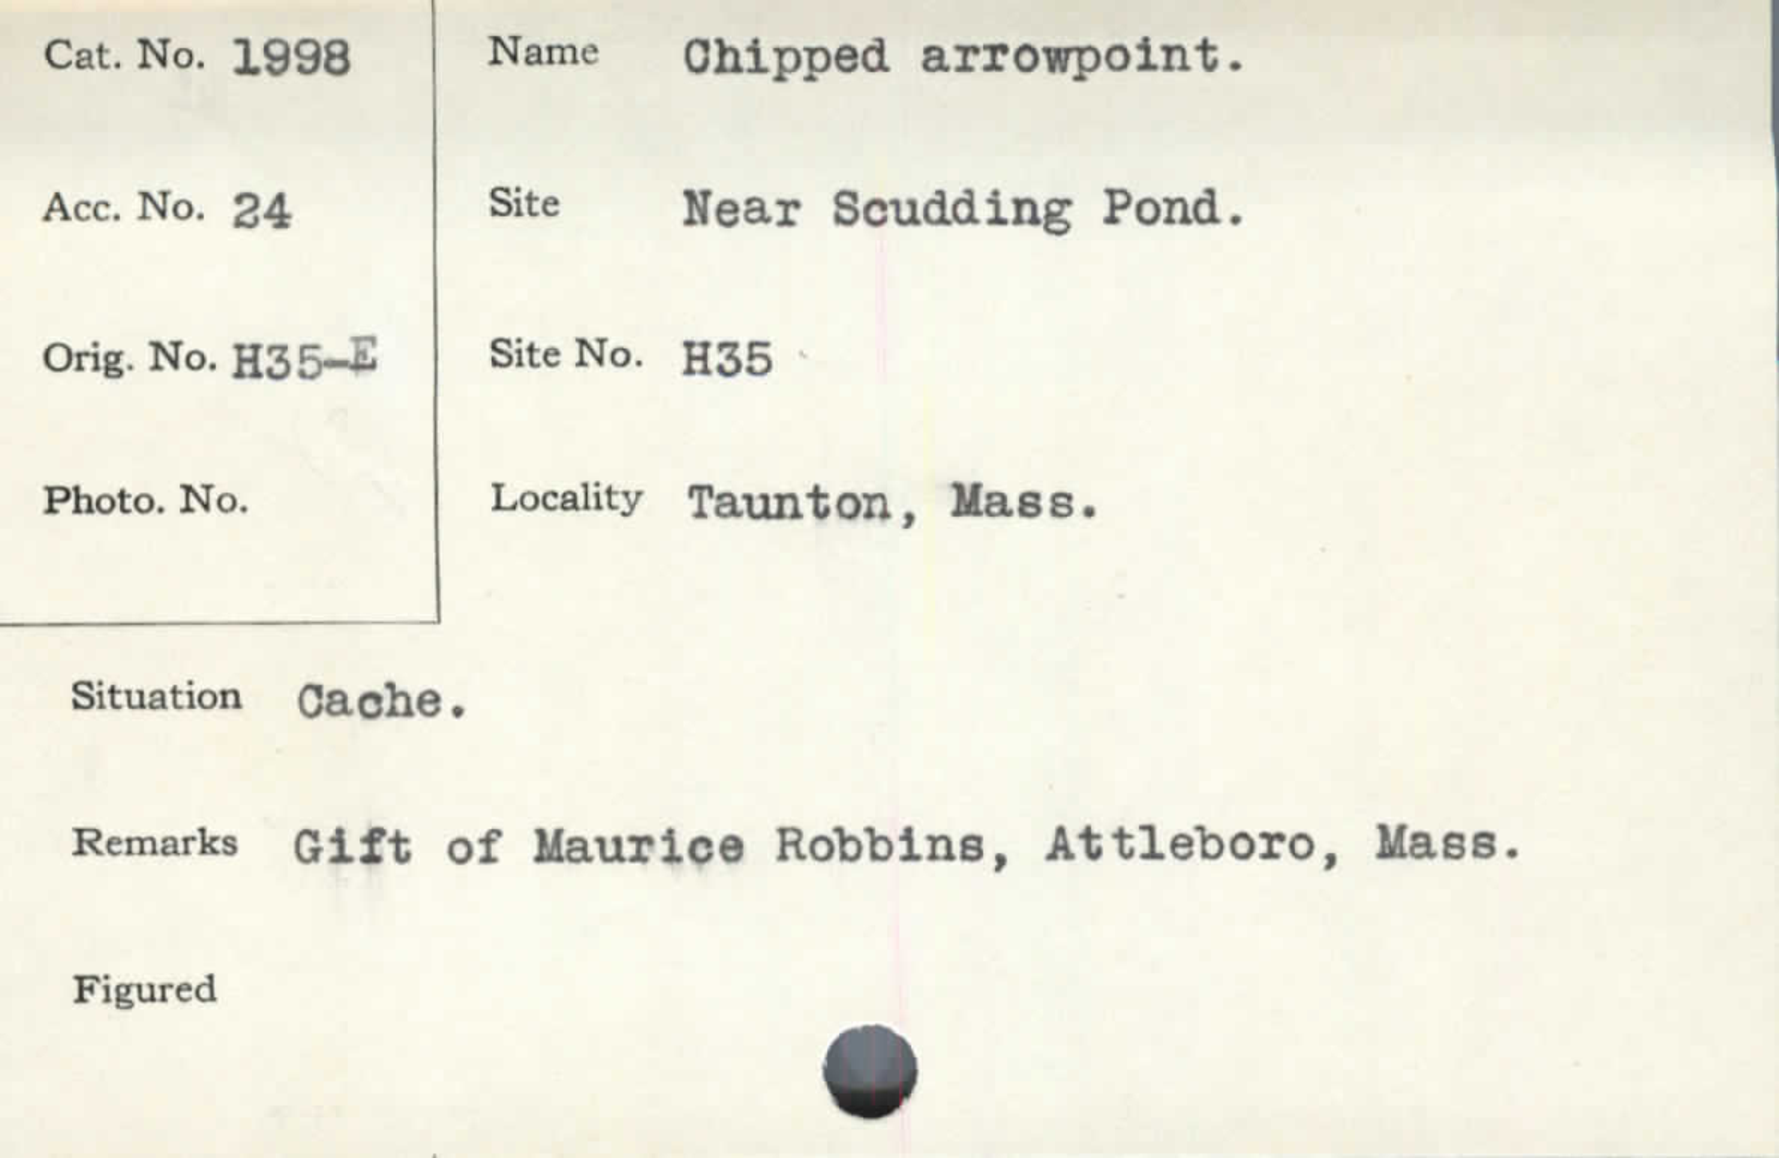 Cat. No. 1998
Name Chipped arrowpoint.
Acc. No. 24
Site Near Scudding Pond.
Orig. No. H35-E
Site No. H35
Photo. No.
Locality Taunton, Mass.
Situation Cache.
Remarks Gift of Maurice Robbins, Attleboro, Mass.
Figured